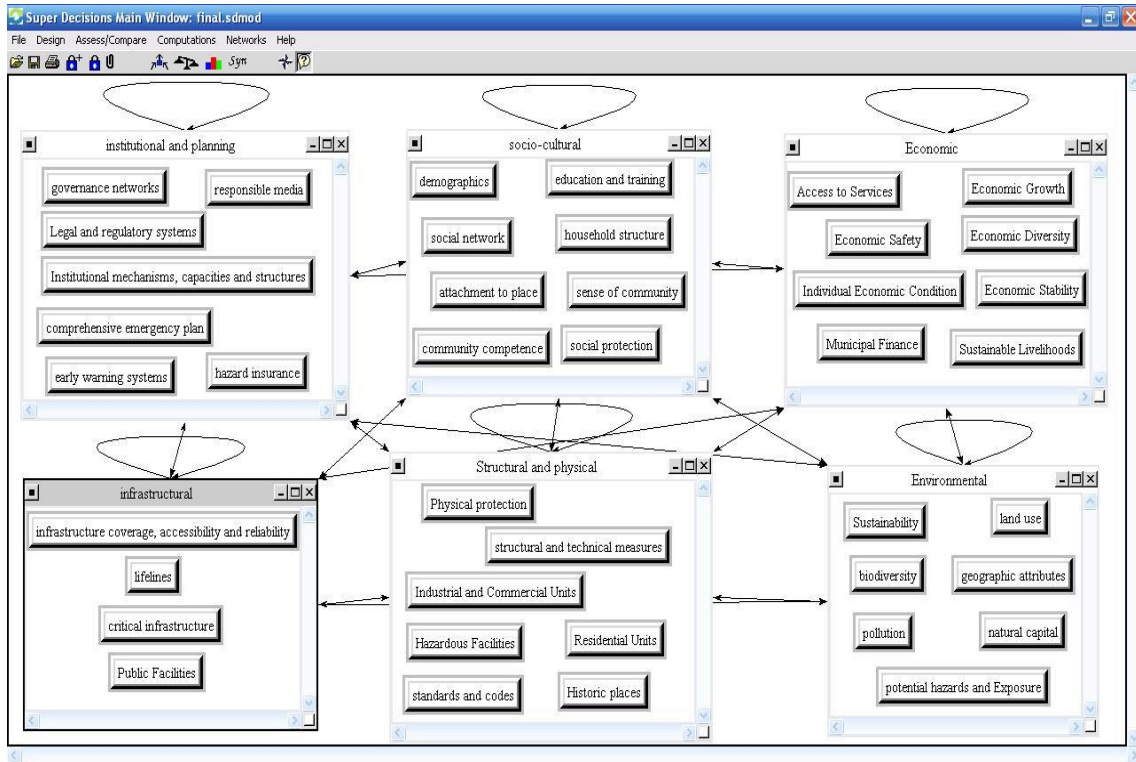 Super Decisions Main Window: final.sdmod
File Design Assess/Compare Computations Networks Help
Syn
institutional and planning
governance networks
responsible media
Legal and regulatory systems
Institutional mechanisms, capacities and structures
comprehensive emergency plan
early warning systems
hazard insurance
socio-cultural
demographics
education and training
social network
household structure
attachment to place
sense of community
community competence
social protection
Economic
Access to Services
Economic Growth
Economic Safety
Economic Diversity
Individual Economic Condition
Economic Stability
Municipal Finance
Sustainable Livelihoods
infrastructural
infrastructure coverage, accessibility and reliability
lifelines
critical infrastructure
Public Facilities
Structural and physical
Physical protection
structural and technical measures
Industrial and Commercial Units
Hazardous Facilities
Residential Units
standards and codes
Historic places
Environmental
Sustainability
land use
biodiversity
geographic attributes
pollution
natural capital
potential hazards and Exposure